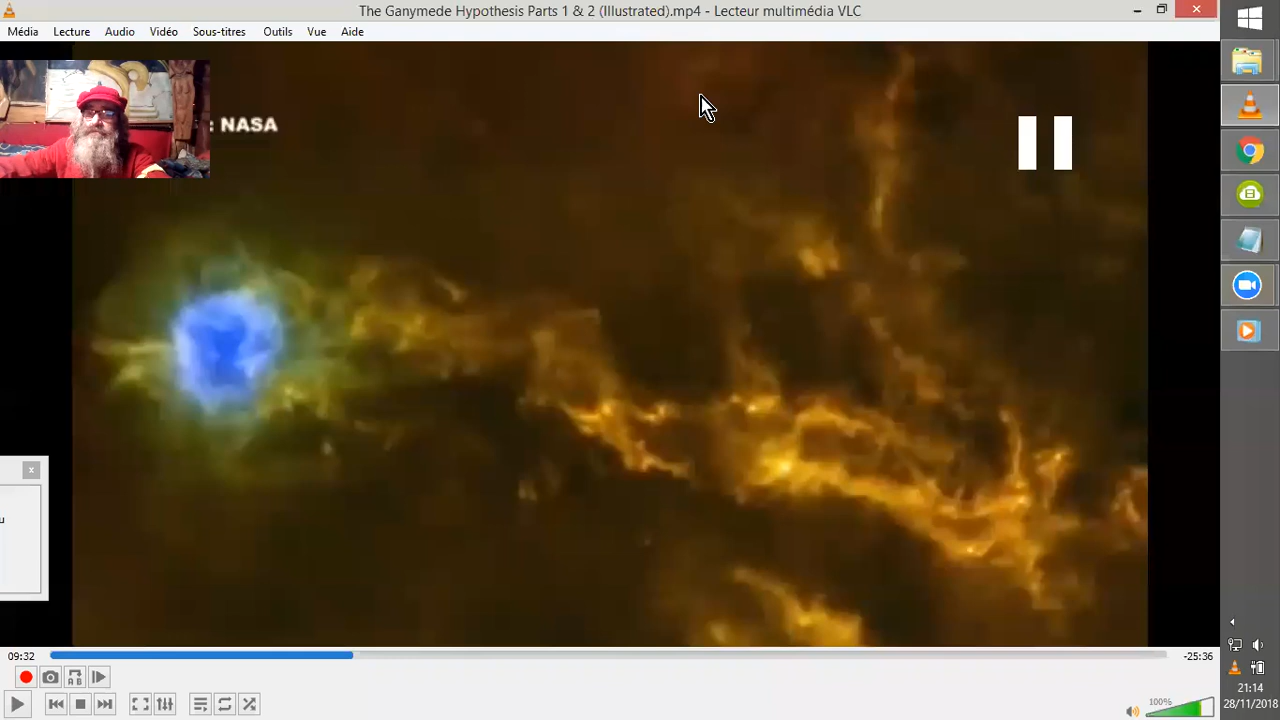 The Ganymede Hypothesis Parts 1 & 2 (Illustrated).mp4 - Lecteur multimédia VLC
Média Lecture Audio Vidéo Sous-titres Outils Vue Aide
: NASA
x
u
09:32
-25:36
A B
100%
21:14
28/11/2018